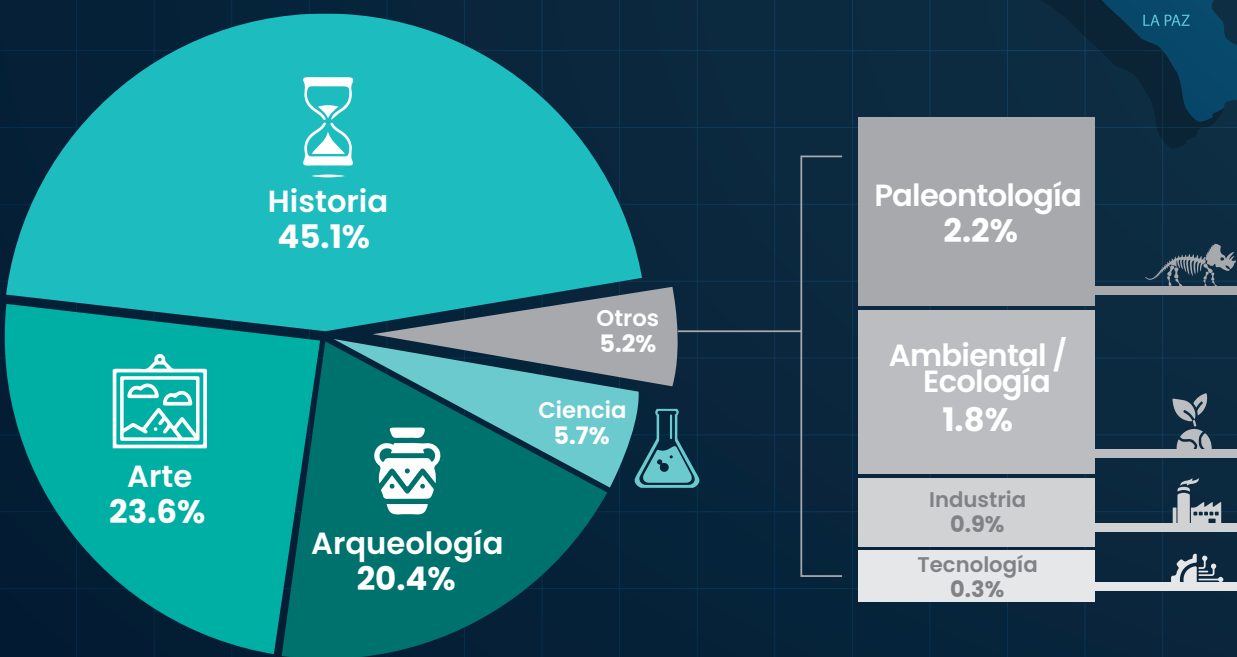 LA PAZ
Historia
45.1%
Otros
5.2%
Ciencia
5.7%
Arte
23.6%
Arqueología
20.4%
Paleontología
2.2%
Ambiental /
Ecología
1.8%
Industria
0.9%
Tecnología
0.3%